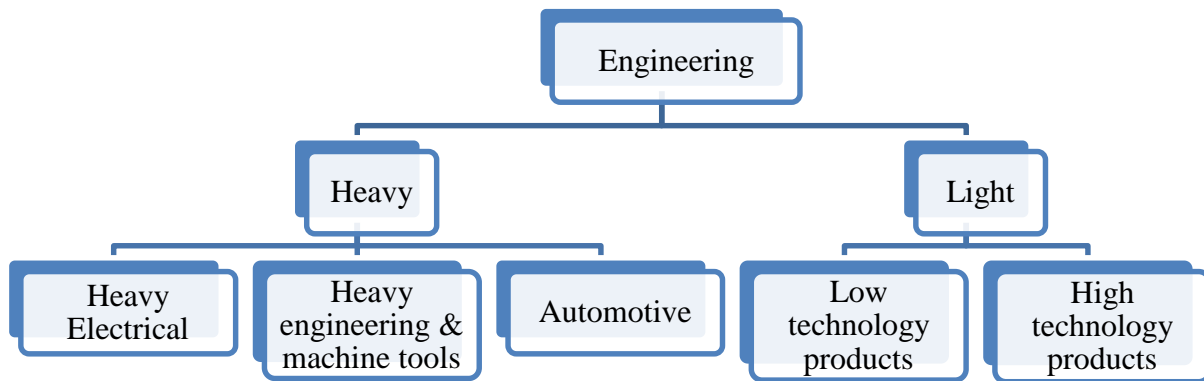 Engineering
Heavy
Light
Heavy
Electrical
Heavy
engineering &
machine tools
Automotive
Low
technology
products
High
technology
products